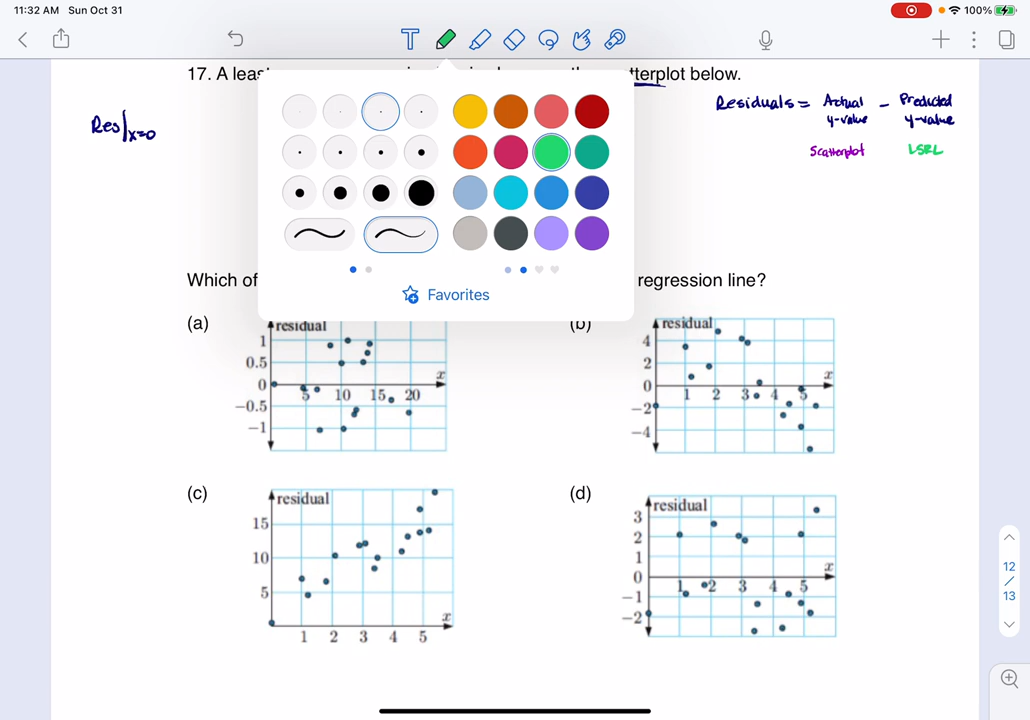 11:32 AM Sun Oct 31
100%
T
17. A leas
tterplot below.
Residuals = Actual y-value - Predicted y-value
Scatterplot LSRL
Res|x=0
Which of
regression line?
Favorites
(a)
residual
1
0.5
0
-0.5
-1
5 10 15 20
x
(b)
residual
4
2
0
-2
-4
1 2 3 4 5
x
(c)
residual
15
10
5
1 2 3 4 5
x
(d)
residual
3
2
1
0
-1
-2
1 2 3 4 5
x
12
/
13